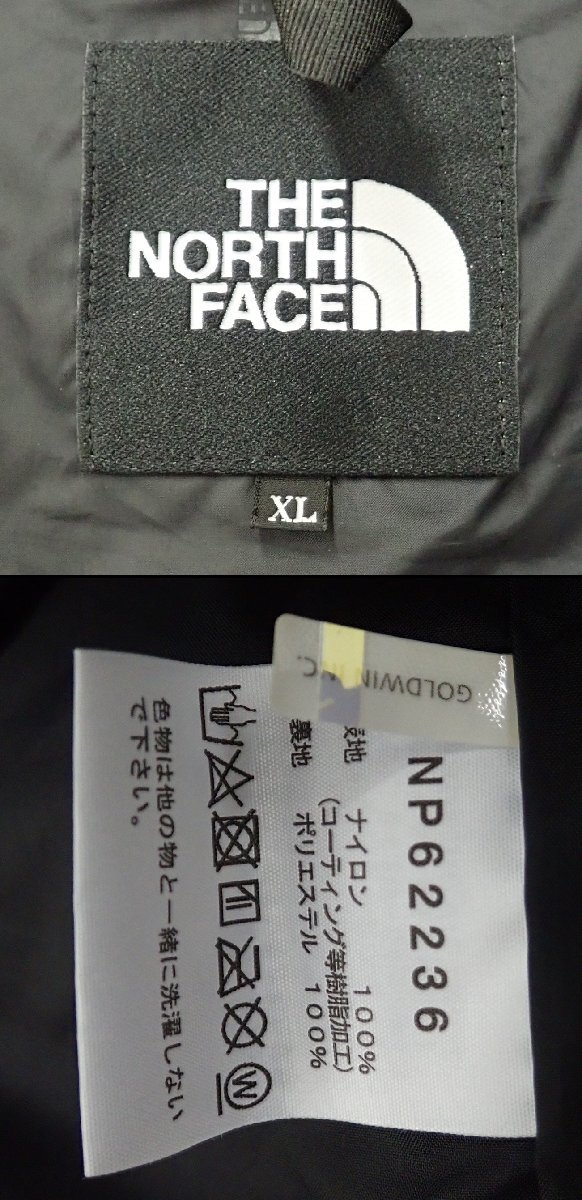 THE
NORTH
FACE
XL
GOLDWIN INC.
NP62236
地 ナイロン 100%
(コーティング等樹脂加工)
裏地 ポリエステル 100%
W
色物は他の物と一緒に洗濯しない
で下さい。